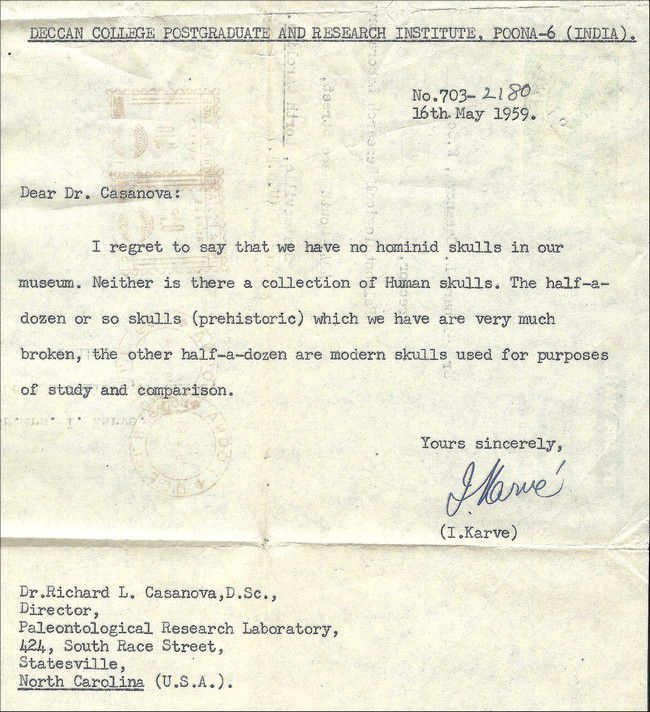 DECCAN COLLEGE POSTGRADUATE AND RESEARCH INSTITUTE, POONA-6 (INDIA).
No.703-2180
16th May 1959.
Dear Dr. Casanova:
I regret to say that we have no hominid skulls in our
museum. Neither is there a collection of Human skulls. The half-a-
dozen or so skulls (prehistoric) which we have are very much
broken, the other half-a-dozen are modern skulls used for purposes
of study and comparison.
Yours sincerely,
I. Karvé
(I.Karve)
Dr.Richard L. Casanova,D.Sc.,
Director,
Paleontological Research Laboratory,
424, South Race Street,
Statesville,
North Carolina (U.S.A.).